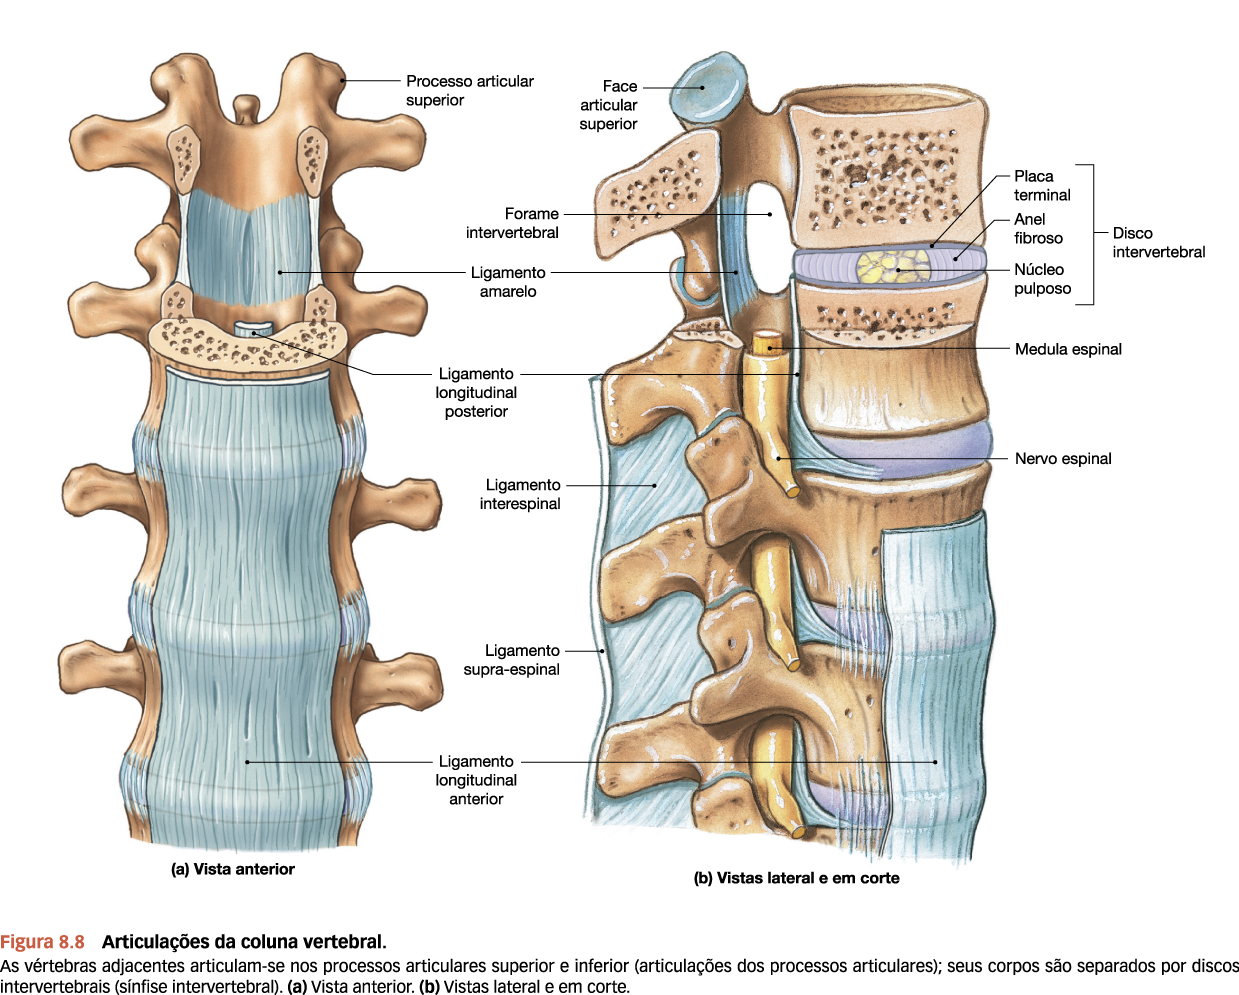 Processo articular
superior
Face
articular
superior
Placa
terminal
Anel
fibroso
Disco
intervertebral
Núcleo
pulposo
Forame
intervertebral
Ligamento
amarelo
Medula espinal
Ligamento
longitudinal
posterior
Nervo espinal
Ligamento
interespinal
Ligamento
supra-espinal
Ligamento
longitudinal
anterior
(a) Vista anterior
(b) Vistas lateral e em corte
Figura 8.8 Articulações da coluna vertebral.
As vértebras adjacentes articulam-se nos processos articulares superior e inferior (articulações dos processos articulares); seus corpos são separados por discos
intervertebrais (sínfise intervertebral). (a) Vista anterior. (b) Vistas lateral e em corte.